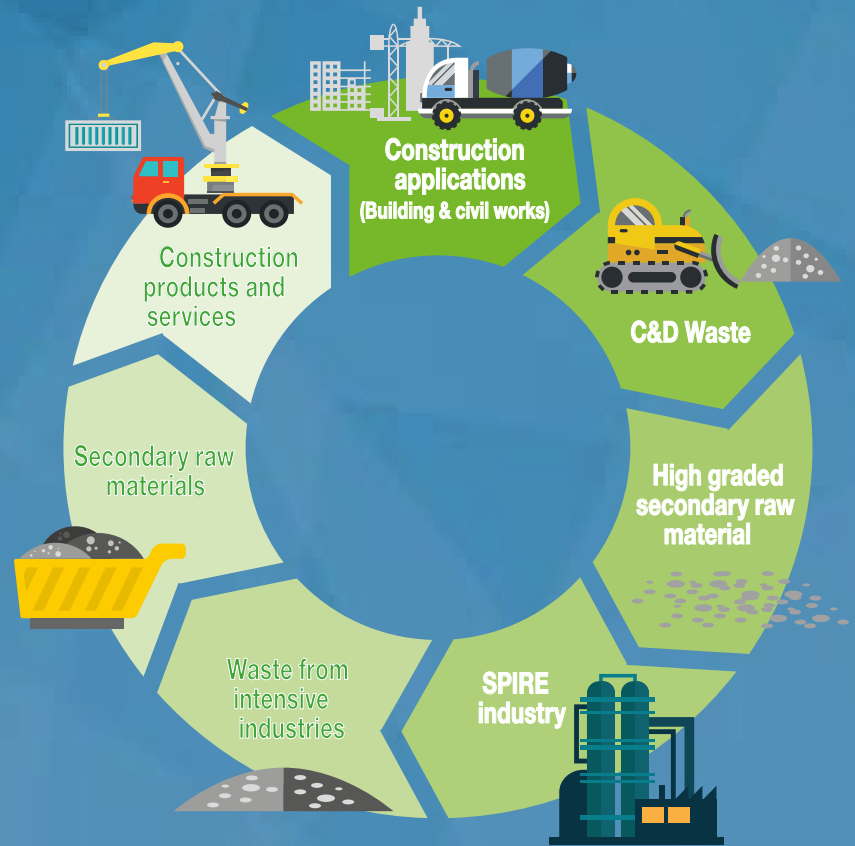 Construction
applications
(Building & civil works)
C&D Waste
High graded
secondary raw
material
SPIRE
industry
Waste from
intensive
industries
Secondary raw
materials
Construction
products and
services